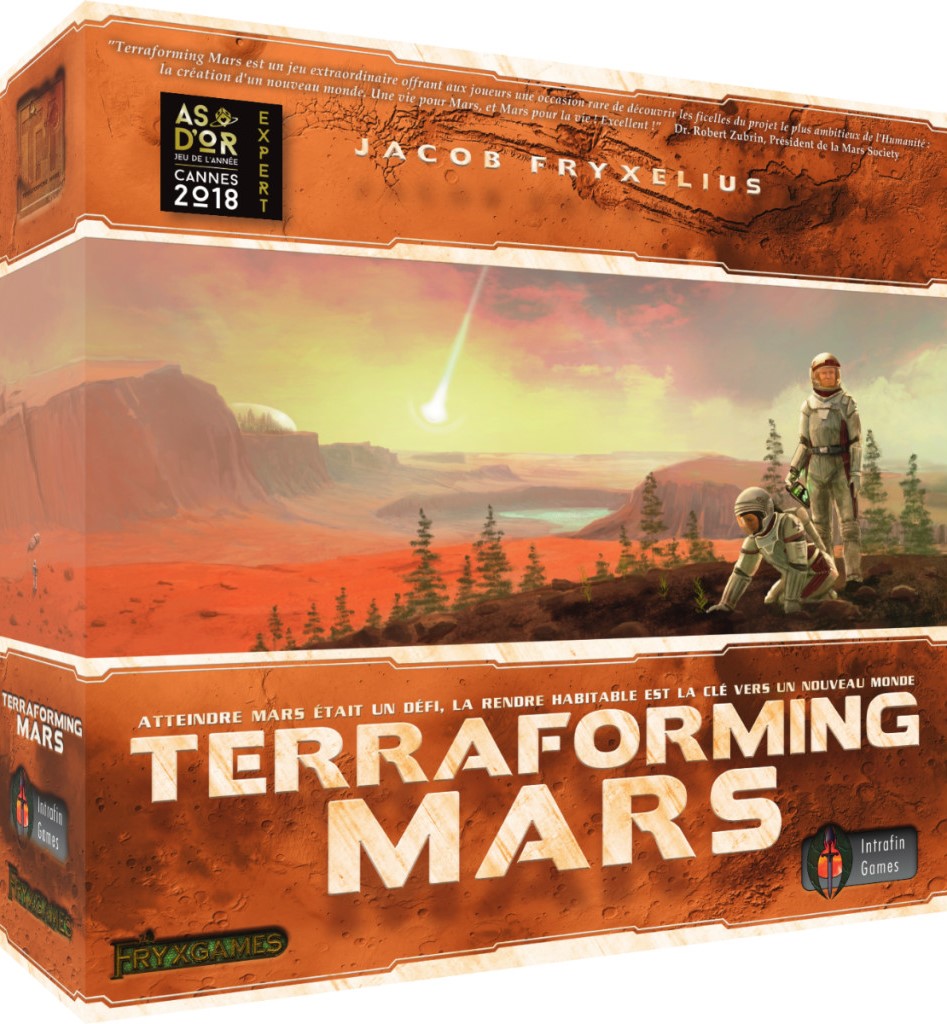 "Terraforming Mars est un jeu extraordinaire offrant aux joueurs une occasion rare de découvrir les ficelles du projet le plus ambitieux de l'Humanité :
la création d'un nouveau monde. Une vie pour Mars, et Mars pour la vie ! Excellent !"
Dr. Robert Zubrin, Président de la Mars Society
AS D'OR
JEU DE L'ANNÉE
CANNES
2018
EXPERT
JACOB FRYXELIUS
ATTEINDRE MARS ÉTAIT UN DÉFI, LA RENDRE HABITABLE EST LA CLÉ VERS UN NOUVEAU MONDE
TERRAFORMING
MARS
Intrafin
Games
FRYXGAMES
TERRAFORMING
MARS
Intrafin
Games
FRYXGAMES